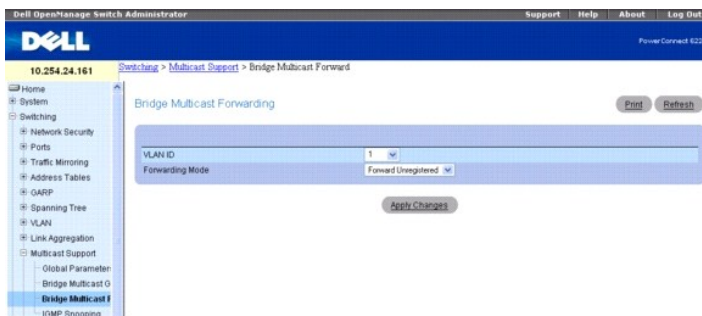 Dell OpenManage Switch Administrator
Support Help About Log Out
DELL
PowerConnect 622
10.254.24.161
Switching > Multicast Support > Bridge Multicast Forward
Home
System
Switching
Network Security
Ports
Traffic Mirroring
Address Tables
GARP
Spanning Tree
VLAN
Link Aggregation
Multicast Support
Global Parameter
Bridge Multicast G
Bridge Multicast F
IGMP Snooping
Bridge Multicast Forwarding
Print Refresh
VLAN ID 1
Forwarding Mode Forward Unregistered
Apply Changes